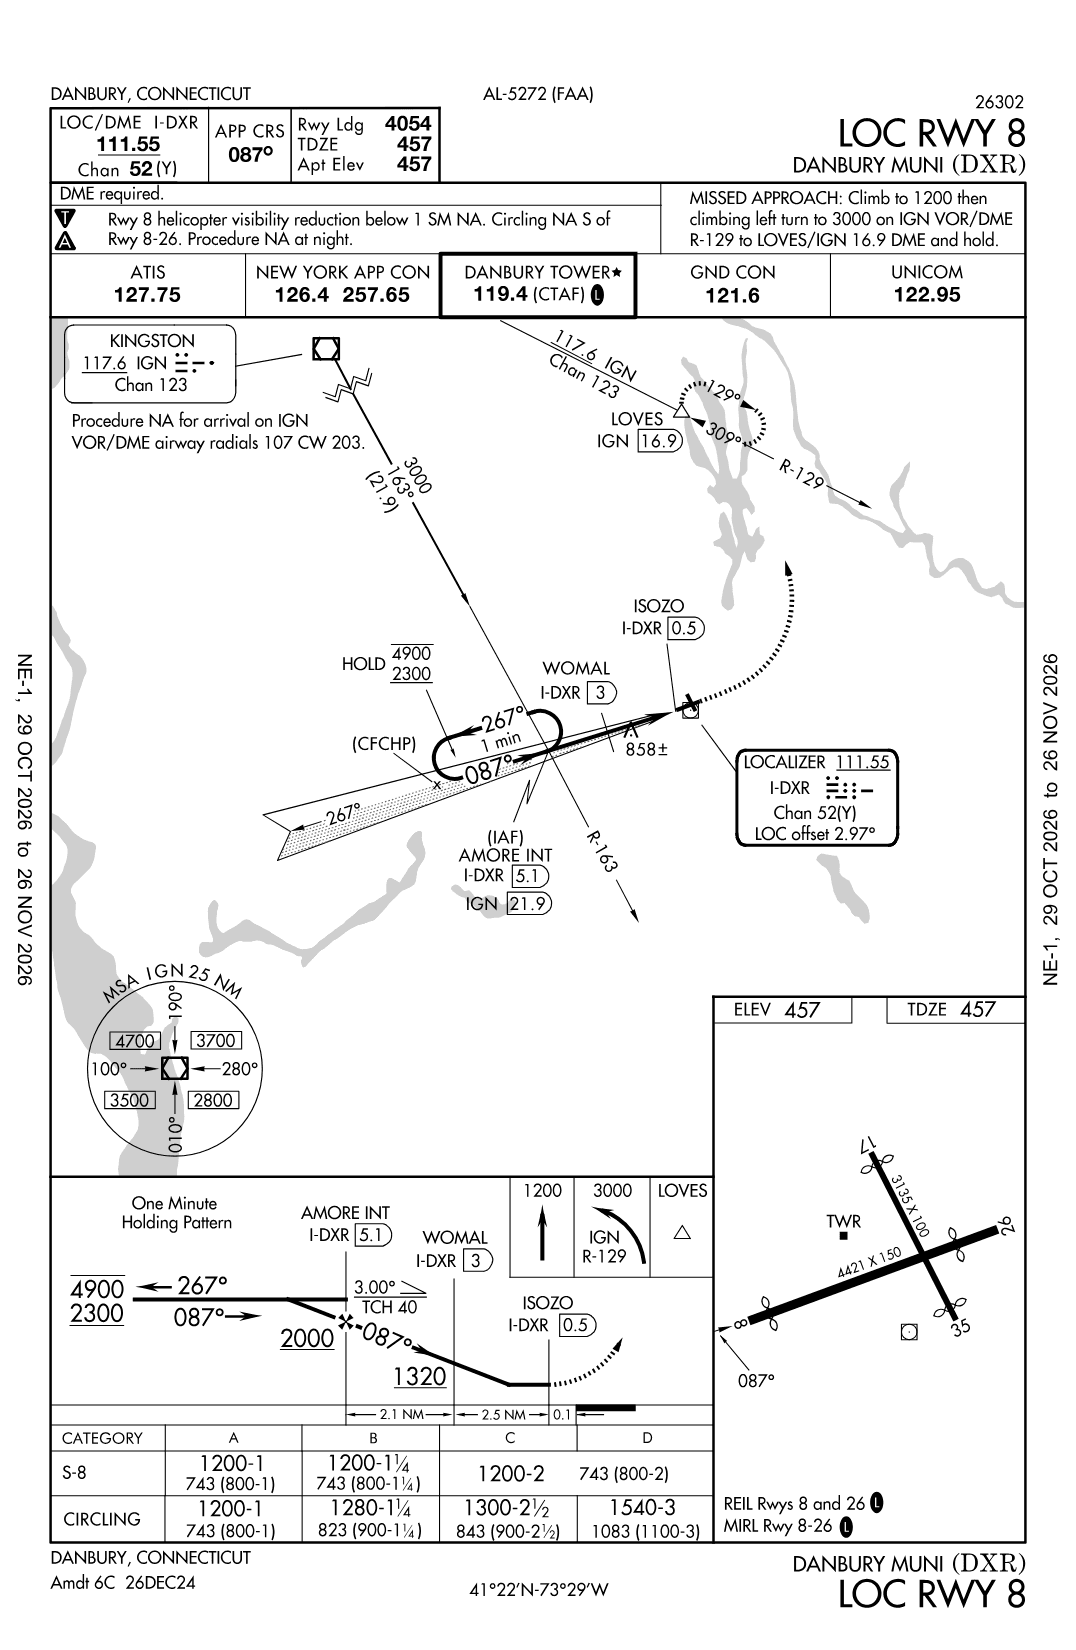 DANBURY, CONNECTICUT
AL-5272 (FAA)
26302
LOC RWY 8
DANBURY MUNI (DXR)
LOC/DME I-DXR
111.55
Chan 52(Y)
APP CRS
087°
Rwy Ldg 4054
TDZE 457
Apt Elev 457
DME required.
T
A
Rwy 8 helicopter visibility reduction below 1 SM NA. Circling NA S of
Rwy 8-26. Procedure NA at night.
MISSED APPROACH: Climb to 1200 then
climbing left turn to 3000 on IGN VOR/DME
R-129 to LOVES/IGN 16.9 DME and hold.
ATIS
127.75
NEW YORK APP CON
126.4 257.65
DANBURY TOWER★
119.4 (CTAF) L
GND CON
121.6
UNICOM
122.95
KINGSTON
117.6 IGN
Chan 123
Procedure NA for arrival on IGN
VOR/DME airway radials 107 CW 203.
117.6 IGN
Chan 123
LOVES
IGN 16.9
129°
309°
R-129
3000
163°
(21.9)
ISOZO
I-DXR 0.5
HOLD 4900
2300
WOMAL
I-DXR 3
267°
1 min
087°
(CFCHP)
x
858±
267°
LOCALIZER 111.55
I-DXR
Chan 52(Y)
LOC offset 2.97°
(IAF)
AMORE INT
I-DXR 5.1
IGN 21.9
R-163
MSA IGN 25 NM
190°
4700
3700
100°
280°
3500
2800
010°
ELEV 457
TDZE 457
17
3135 X 100
26
TWR
4421 X 150
8
35
087°
REIL Rwys 8 and 26 L
MIRL Rwy 8-26 L
One Minute
Holding Pattern
AMORE INT
I-DXR 5.1
WOMAL
I-DXR 3
1200
3000
IGN
R-129
LOVES
4900
2300
267°
087°
3.00°
TCH 40
2000
087°
1320
ISOZO
I-DXR 0.5
2.1 NM
2.5 NM
0.1
CATEGORY A B C D
S-8
1200-1
743 (800-1)
1200-1¼
743 (800-1¼)
1200-2 743 (800-2)
CIRCLING
1200-1
743 (800-1)
1280-1¼
823 (900-1¼)
1300-2½
843 (900-2½)
1540-3
1083 (1100-3)
DANBURY, CONNECTICUT
Amdt 6C 26DEC24
41°22'N-73°29'W
DANBURY MUNI (DXR)
LOC RWY 8
NE-1, 29 OCT 2026 to 26 NOV 2026
NE-1, 29 OCT 2026 to 26 NOV 2026